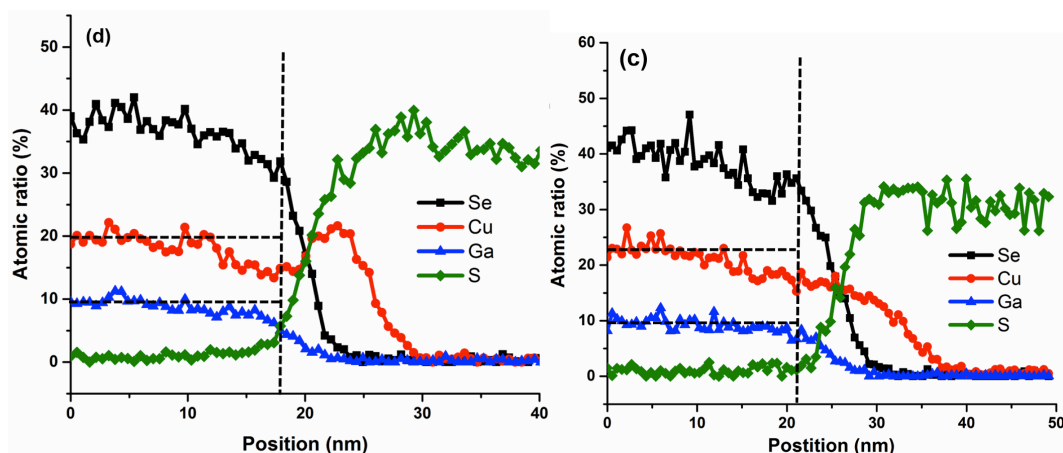 (d)
50
40
30
20
10
0
Atomic ratio (%)
Se
Cu
Ga
S
0 10 20 30 40
Position (nm)
(c)
60
50
40
30
20
10
0
Atomic ratio (%)
Se
Cu
Ga
S
0 10 20 30 40 50
Postition (nm)